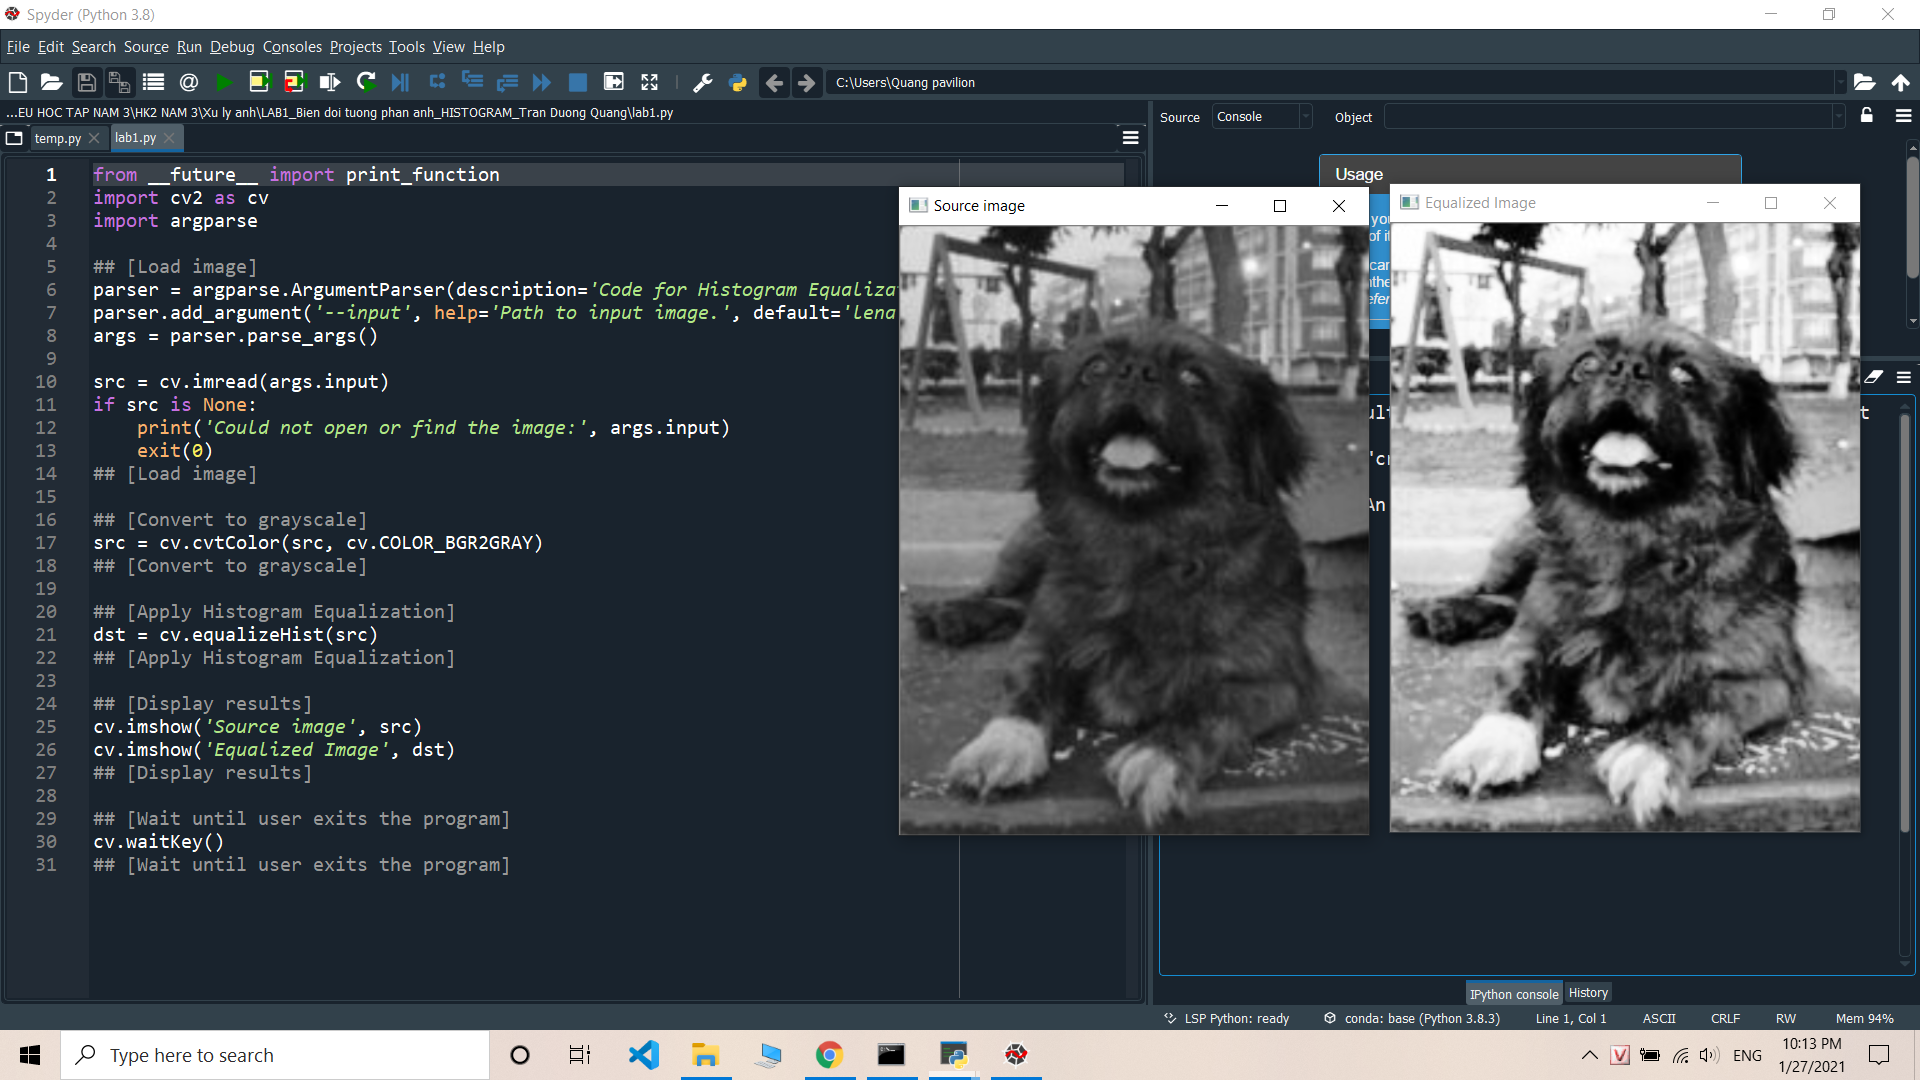 Spyder (Python 3.8)
File Edit Search Source Run Debug Consoles Projects Tools View Help
C:\Users\Quang pavilion
...EU HOC TAP NAM 3\HK2 NAM 3\Xu ly anh\LAB1_Bien doi tuong phan anh_HISTOGRAM_Tran Duong Quang\lab1.py
Source Console Object
temp.py lab1.py
Usage
1 from __future__ import print_function
2 import cv2 as cv
3 import argparse
4
5 ## [Load image]
6 parser = argparse.ArgumentParser(description='Code for Histogram Equaliza
7 parser.add_argument('--input', help='Path to input image.', default='lena
8 args = parser.parse_args()
9
10 src = cv.imread(args.input)
11 if src is None:
12 print('Could not open or find the image:', args.input)
13 exit(0)
14 ## [Load image]
15
16 ## [Convert to grayscale]
17 src = cv.cvtColor(src, cv.COLOR_BGR2GRAY)
18 ## [Convert to grayscale]
19
20 ## [Apply Histogram Equalization]
21 dst = cv.equalizeHist(src)
22 ## [Apply Histogram Equalization]
23
24 ## [Display results]
25 cv.imshow('Source image', src)
26 cv.imshow('Equalized Image', dst)
27 ## [Display results]
28
29 ## [Wait until user exits the program]
30 cv.waitKey()
31 ## [Wait until user exits the program]
Source image
Equalized Image
IPython console History
LSP Python: ready conda: base (Python 3.8.3) Line 1, Col 1 ASCII CRLF RW Mem 94%
Type here to search
ENG
10:13 PM
1/27/2021